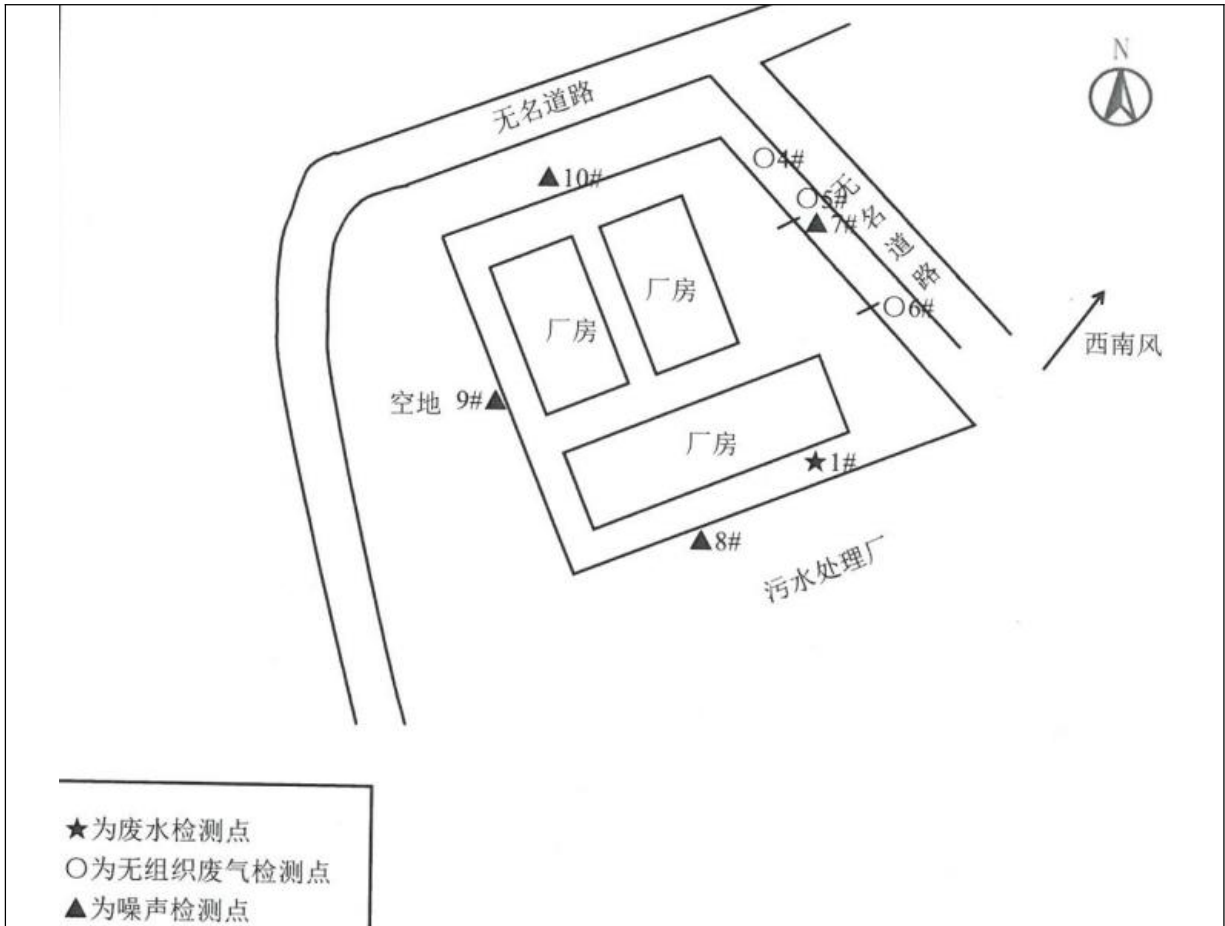 N
无名道路
4#
10#
5#
7#
无名道路
厂房
6#
厂房
西南风
空地 9#
厂房
1#
8#
污水处理厂
★为废水检测点
○为无组织废气检测点
▲为噪声检测点